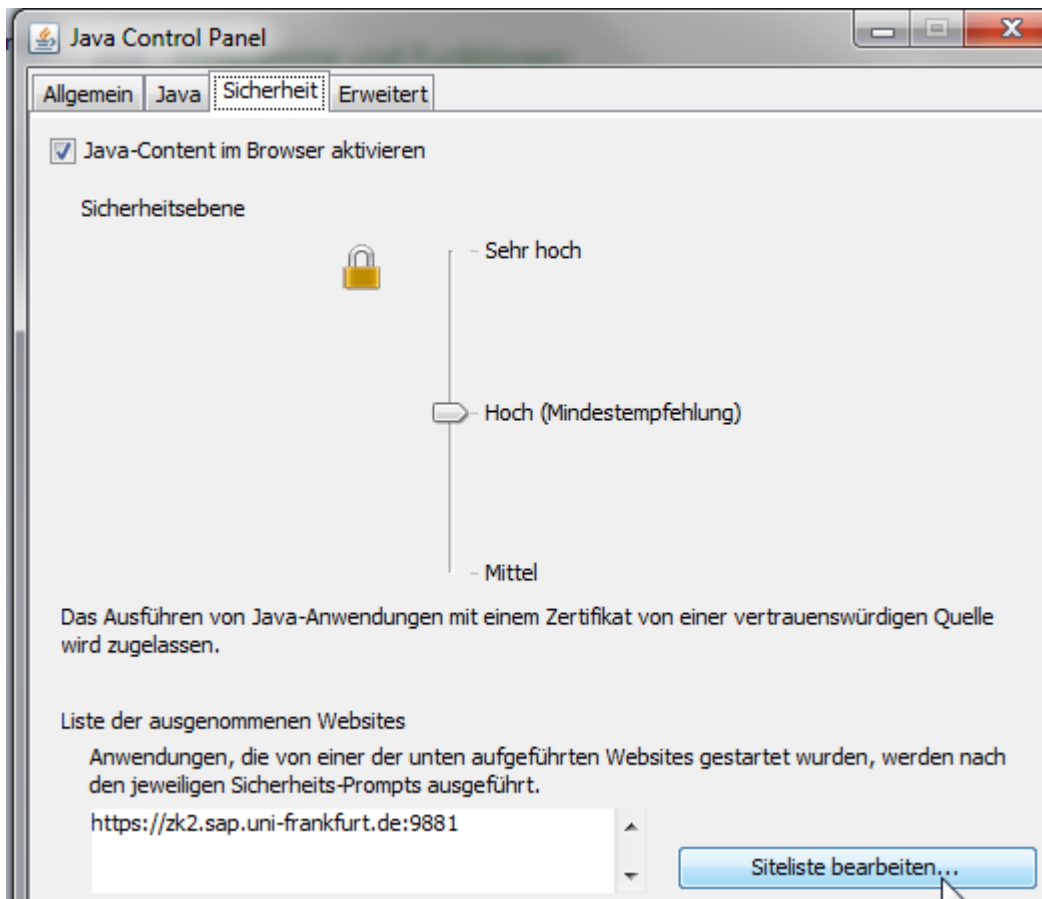 Java Control Panel
Allgemein Java Sicherheit Erweitert
Java-Content im Browser aktivieren
Sicherheitsebene
Sehr hoch
Hoch (Mindestempfehlung)
Mittel
Das Ausführen von Java-Anwendungen mit einem Zertifikat von einer vertrauenswürdigen Quelle
wird zugelassen.
Liste der ausgenommenen Websites
Anwendungen, die von einer der unten aufgeführten Websites gestartet wurden, werden nach
den jeweiligen Sicherheits-Prompts ausgeführt.
https://zk2.sap.uni-frankfurt.de:9881
Siteliste bearbeiten...